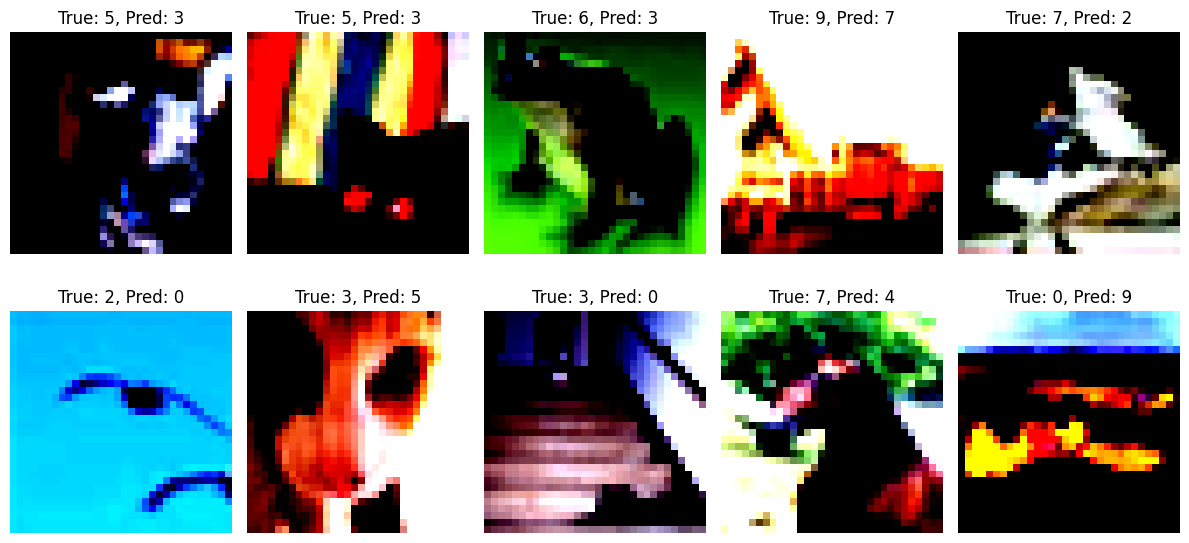 True: 5, Pred: 3
True: 5, Pred: 3
True: 6, Pred: 3
True: 9, Pred: 7
True: 7, Pred: 2
True: 2, Pred: 0
True: 3, Pred: 5
True: 3, Pred: 0
True: 7, Pred: 4
True: 0, Pred: 9